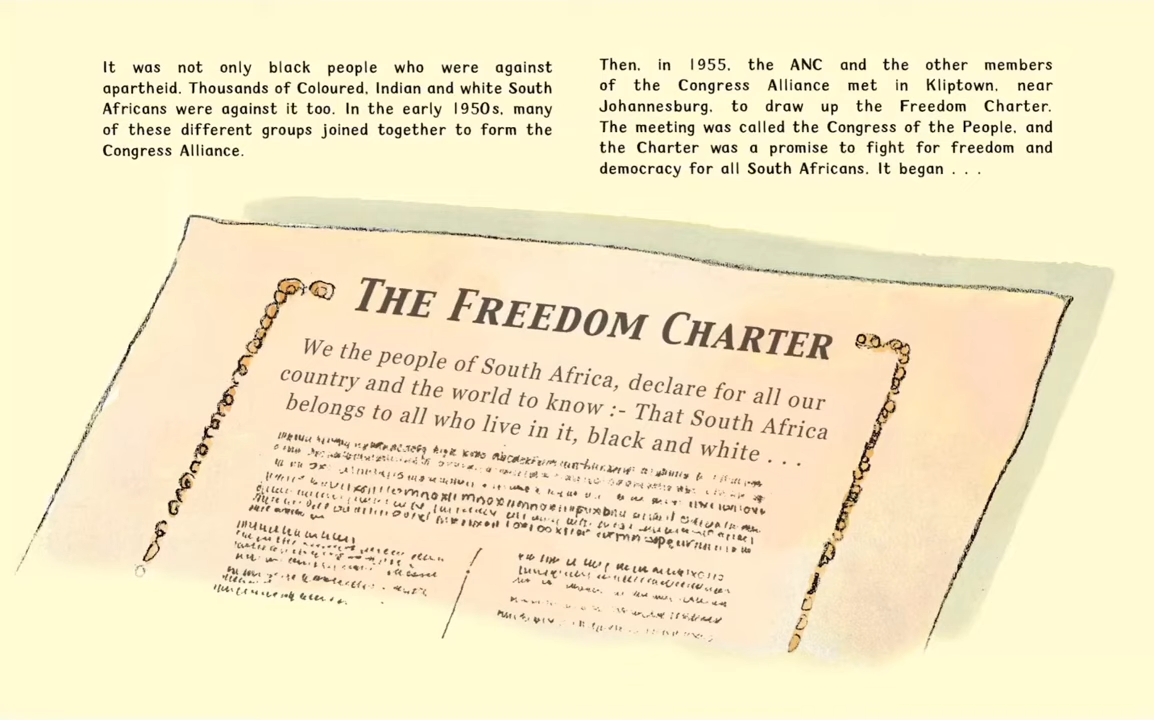 It was not only black people who were against
apartheid. Thousands of Coloured, Indian and white South
Africans were against it too. In the early 1950s, many
of these different groups joined together to form the
Congress Alliance.
Then, in 1955, the ANC and the other members
of the Congress Alliance met in Kliptown, near
Johannesburg, to draw up the Freedom Charter.
The meeting was called the Congress of the People, and
the Charter was a promise to fight for freedom and
democracy for all South Africans. It began . . .
THE FREEDOM CHARTER
We the people of South Africa, declare for all our
country and the world to know :- That South Africa
belongs to all who live in it, black and white . . .